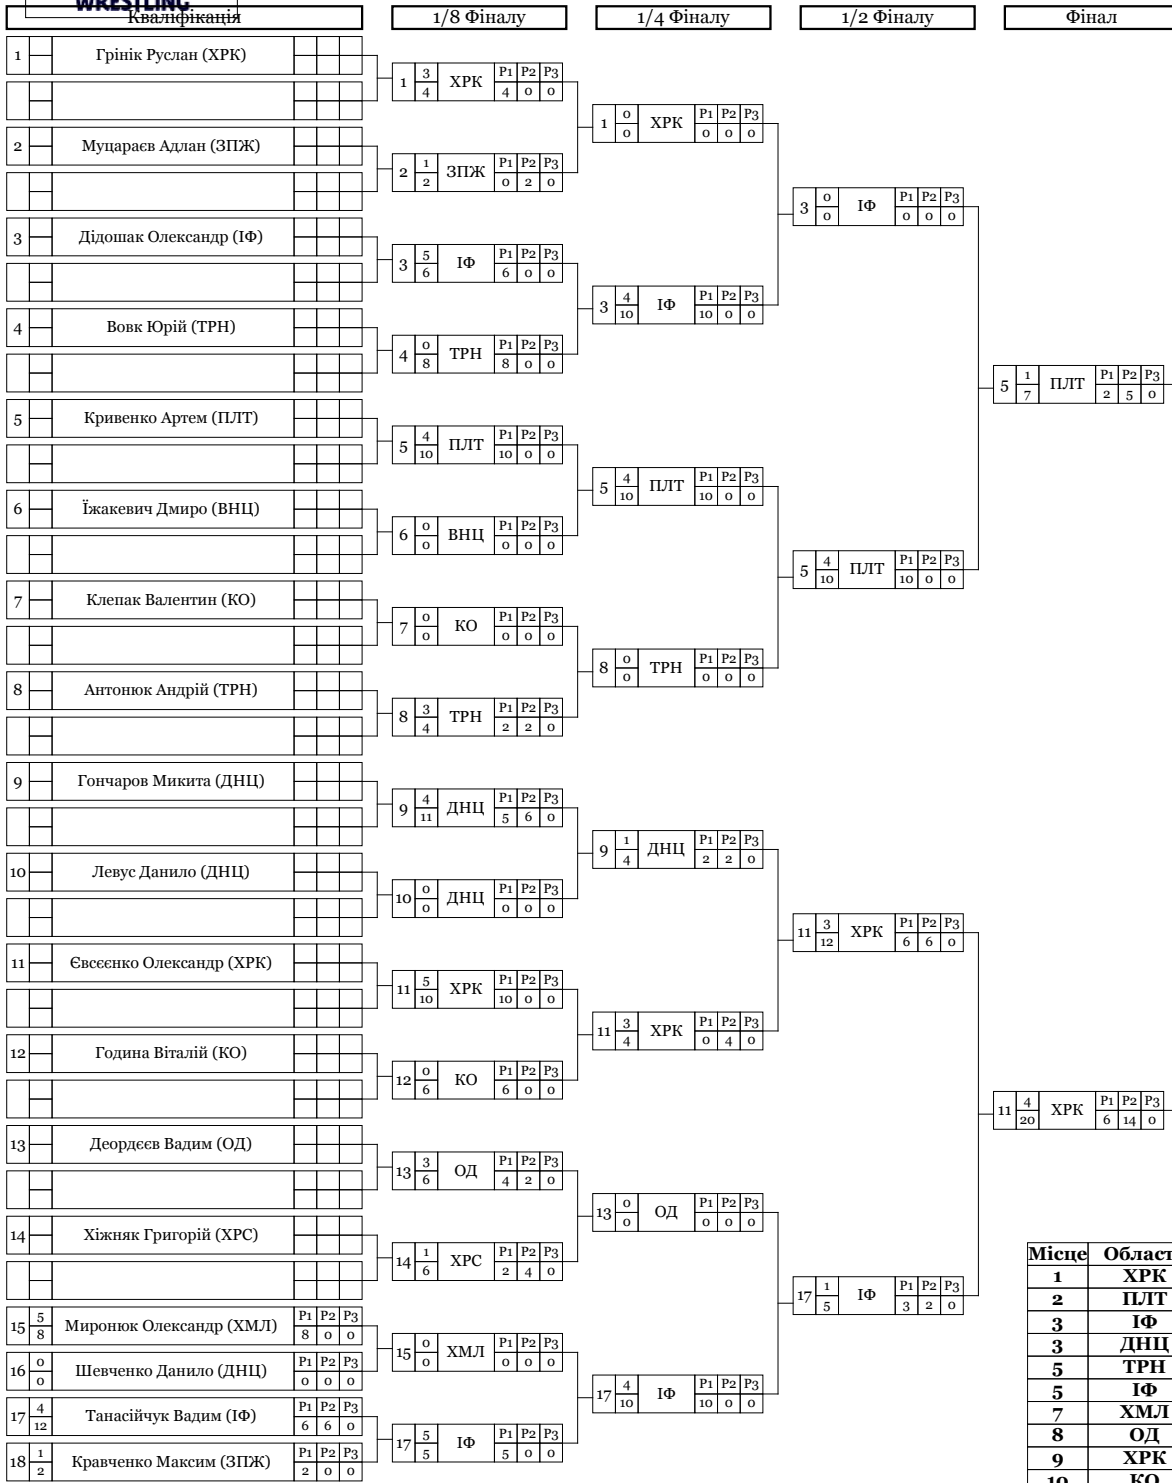 WRESTLING
Кваліфікація
1/8 Фіналу
1/4 Фіналу
1/2 Фіналу
Фінал
1 Грінік Руслан (ХРК)
2 Муцараєв Адлан (ЗПЖ)
3 Дідошак Олександр (ІФ)
4 Вовк Юрій (ТРН)
5 Кривенко Артем (ПЛТ)
6 Їжакевич Дмиро (ВНЦ)
7 Клепак Валентин (КО)
8 Антонюк Андрій (ТРН)
9 Гончаров Микита (ДНЦ)
10 Левус Данило (ДНЦ)
11 Євсєєнко Олександр (ХРК)
12 Година Віталій (КО)
13 Деордєєв Вадим (ОД)
14 Хіжняк Григорій (ХРС)
15 5 8 Миронюк Олександр (ХМЛ) P1 P2 P3 8 0 0
16 0 0 Шевченко Данило (ДНЦ) P1 P2 P3 0 0 0
17 4 12 Танасійчук Вадим (ІФ) P1 P2 P3 6 6 0
18 1 2 Кравченко Максим (ЗПЖ) P1 P2 P3 2 0 0
1 3 4 ХРК P1 P2 P3 4 0 0
2 1 2 ЗПЖ P1 P2 P3 0 2 0
3 5 6 ІФ P1 P2 P3 6 0 0
4 0 8 ТРН P1 P2 P3 8 0 0
5 4 10 ПЛТ P1 P2 P3 10 0 0
6 0 0 ВНЦ P1 P2 P3 0 0 0
7 0 0 КО P1 P2 P3 0 0 0
8 3 4 ТРН P1 P2 P3 2 2 0
9 4 11 ДНЦ P1 P2 P3 5 6 0
10 0 0 ДНЦ P1 P2 P3 0 0 0
11 5 10 ХРК P1 P2 P3 10 0 0
12 0 6 КО P1 P2 P3 6 0 0
13 3 6 ОД P1 P2 P3 4 2 0
14 1 6 ХРС P1 P2 P3 2 4 0
15 0 0 ХМЛ P1 P2 P3 0 0 0
17 5 5 ІФ P1 P2 P3 5 0 0
1 0 0 ХРК P1 P2 P3 0 0 0
3 4 10 ІФ P1 P2 P3 10 0 0
5 4 10 ПЛТ P1 P2 P3 10 0 0
8 0 0 ТРН P1 P2 P3 0 0 0
9 1 4 ДНЦ P1 P2 P3 2 2 0
11 3 4 ХРК P1 P2 P3 0 4 0
13 0 0 ОД P1 P2 P3 0 0 0
17 4 10 ІФ P1 P2 P3 10 0 0
3 0 0 ІФ P1 P2 P3 0 0 0
5 4 10 ПЛТ P1 P2 P3 10 0 0
11 3 12 ХРК P1 P2 P3 6 6 0
17 1 5 ІФ P1 P2 P3 3 2 0
5 1 7 ПЛТ P1 P2 P3 2 5 0
11 4 20 ХРК P1 P2 P3 6 14 0
Місце Област
1 ХРК
2 ПЛТ
3 ІФ
3 ДНЦ
5 ТРН
5 ІФ
7 ХМЛ
8 ОД
9 ХРК
10 КО